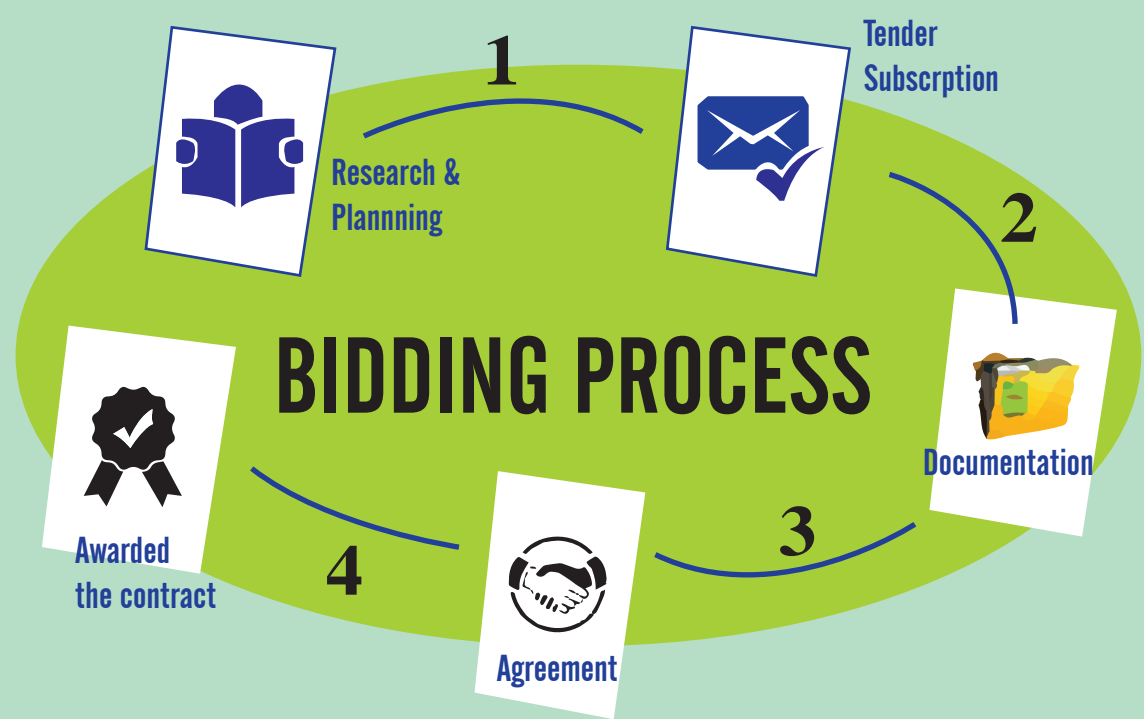 1
Research &
Plannning
Tender
Subscrption
2
BIDDING PROCESS
Documentation
3
Agreement
4
Awarded
the contract